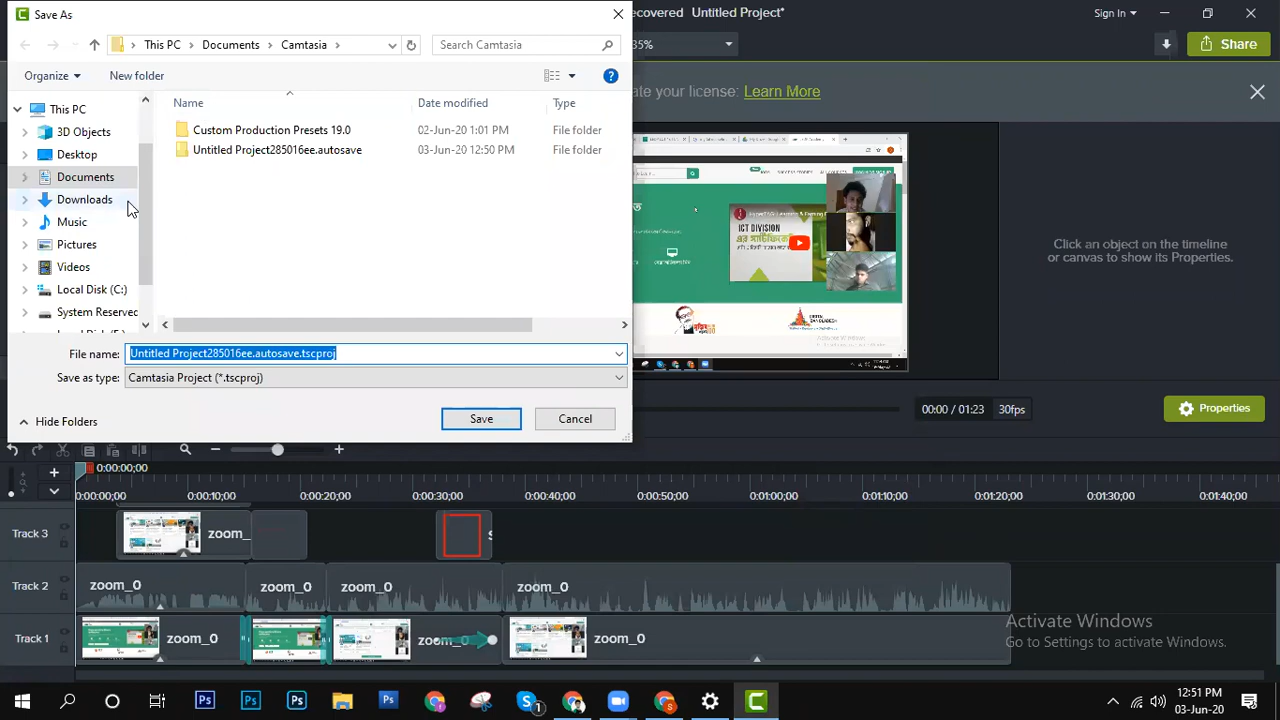 Save As
ecovered Untitled Project*
Sign In
This PC
Documents
Camtasia
Search Camtasia
35%
Share
Organize
New folder
ate your license: Learn More
This PC
Name
Date modified
Type
3D Objects
Custom Production Presets 19.0
02-Jun-20 1:01 PM
File folder
Desktop
Untitled Project285016ee.autosave
03-Jun-20 12:50 PM
File folder
Documents
Downloads
Music
Pictures
Videos
Local Disk (C:)
System Reserved
ICT DIVISION
Click an object on the timeline
or canvas to show its Properties.
File name:
Untitled Project285016ee.autosave.tscproj
Save as type:
Camtasia Project (*.tscproj)
Hide Folders
Save
Cancel
00:00 / 01:23
30fps
Properties
0:00:00;00
0:00:00;00
0:00:10;00
0:00:20;00
0:00:30;00
0:00:40;00
0:00:50;00
0:01:00;00
0:01:10;00
0:01:20;00
0:01:30;00
0:01:40;00
Track 3
zoom_
s
Track 2
zoom_0
zoom_0
zoom_0
zoom_0
Track 1
zoom_0
zoom_0
zoom_0
Activate Windows
Go to Settings to activate Windows.
12:51 PM
03-Jun-20